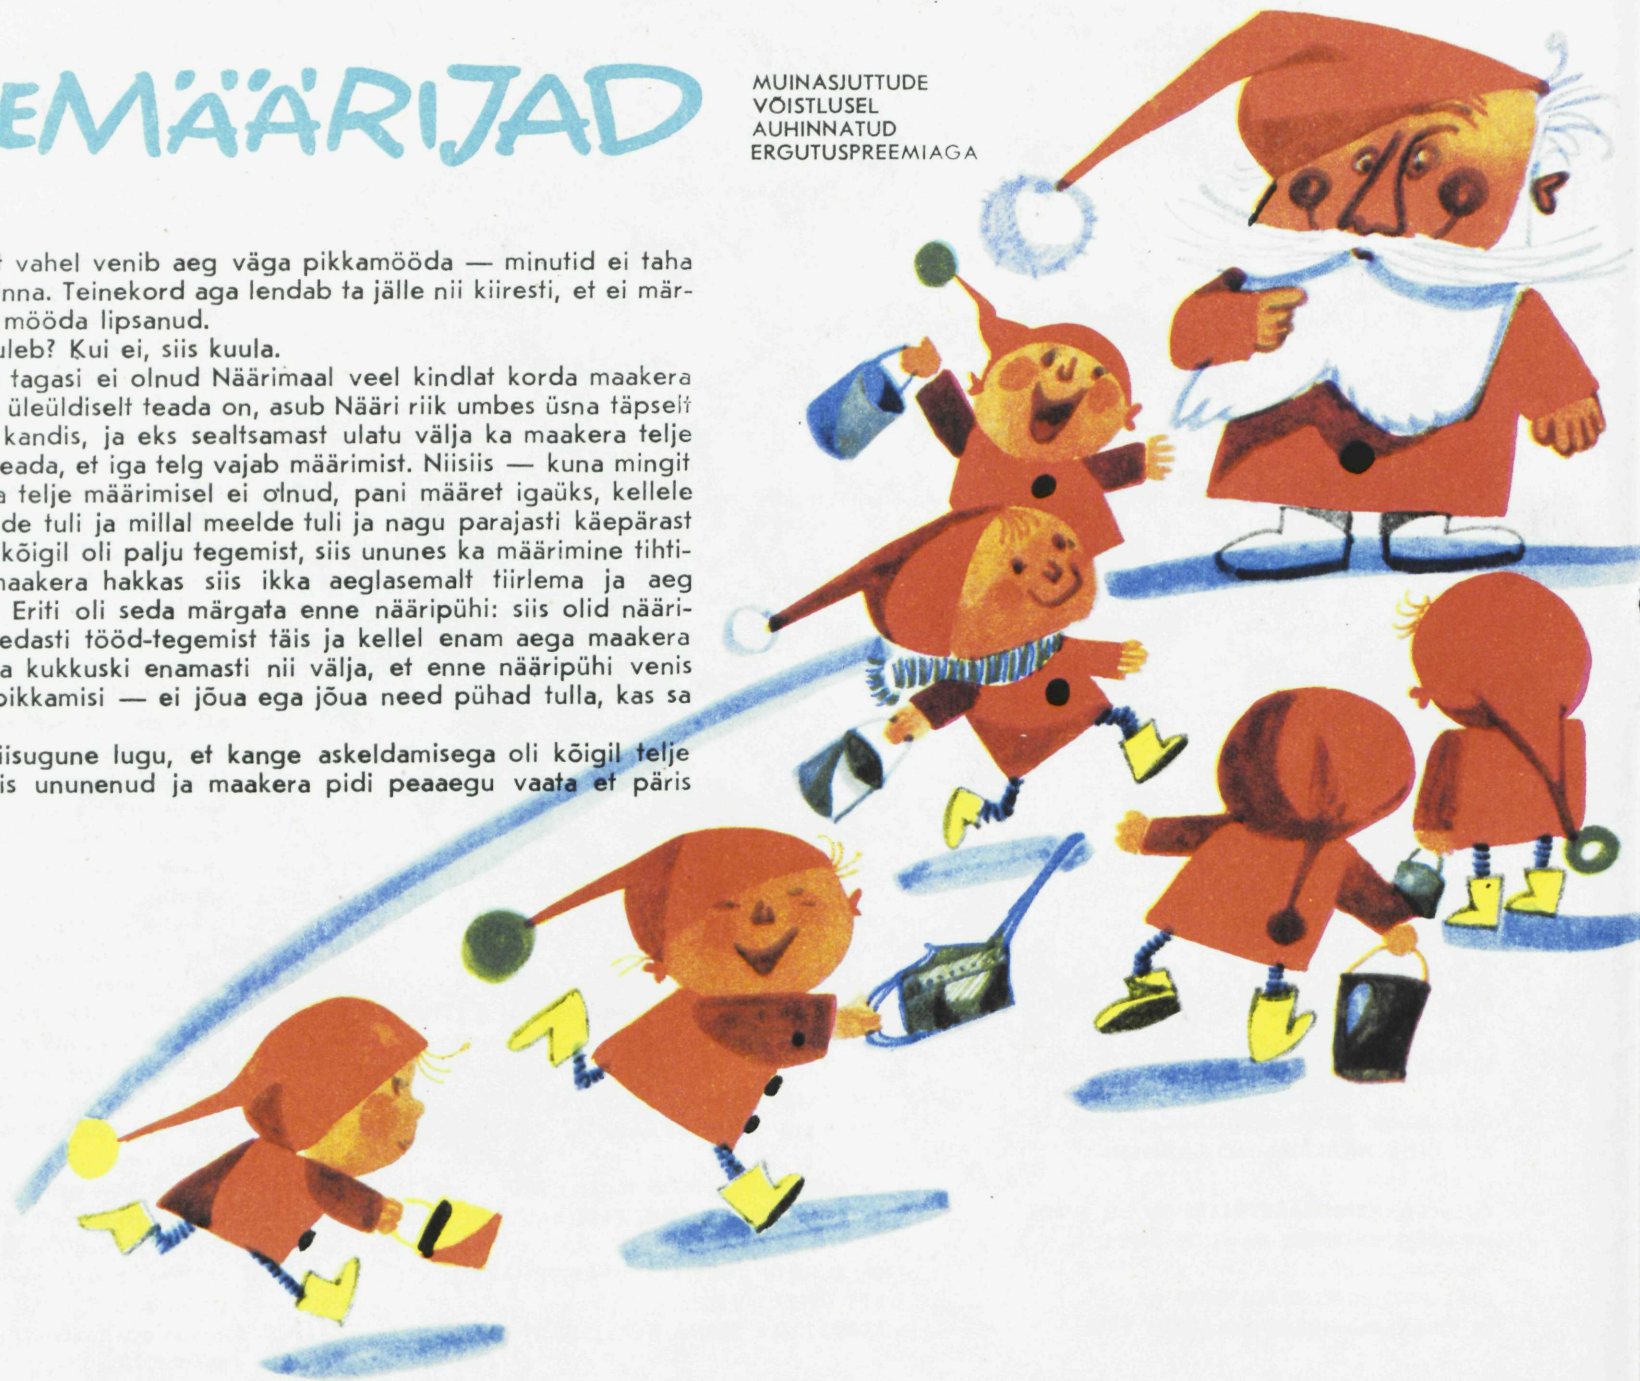 EMÄÄRIJAD
MUINASJUTTUDE
VÕISTLUSEL
AUHINNATUD
ERGUTUSPREEMIAGA
vahel venib aeg väga pikkamööda — minutid ei taha
nna. Teinekord aga lendab ta jälle nii kiiresti, et ei mär-
mööda lipsanud.
uleb? Kui ei, siis kuula.
tagasi ei olnud Näärimaal veel kindlat korda maakera
üleüldiselt teada on, asub Nääri riik umbes üsna täpselt
kandis, ja eks sealtsamast ulatu välja ka maakera telje
eada, et iga telg vajab määrimist. Niisiis — kuna mingit
a telje määrimisel ei olnud, pani määret igaüks, kellele
de tuli ja millal meelde tuli ja nagu parajasti käepärast
kõigil oli palju tegemist, siis ununes ka määrimine tihti-
maakera hakkas siis ikka aeglasemalt tiirlema ja aeg
Eriti oli seda märgata enne nääripühi: siis olid nääri-
edasti tööd-tegemist täis ja kellel enam aega maakera
a kukkuski enamasti nii välja, et enne nääripühi venis
pikkamisi — ei jõua ega jõua need pühad tulla, kas sa
iisugune lugu, et kange askeldamisega oli kõigil telje
is ununenud ja maakera pidi peaaegu vaata et päris